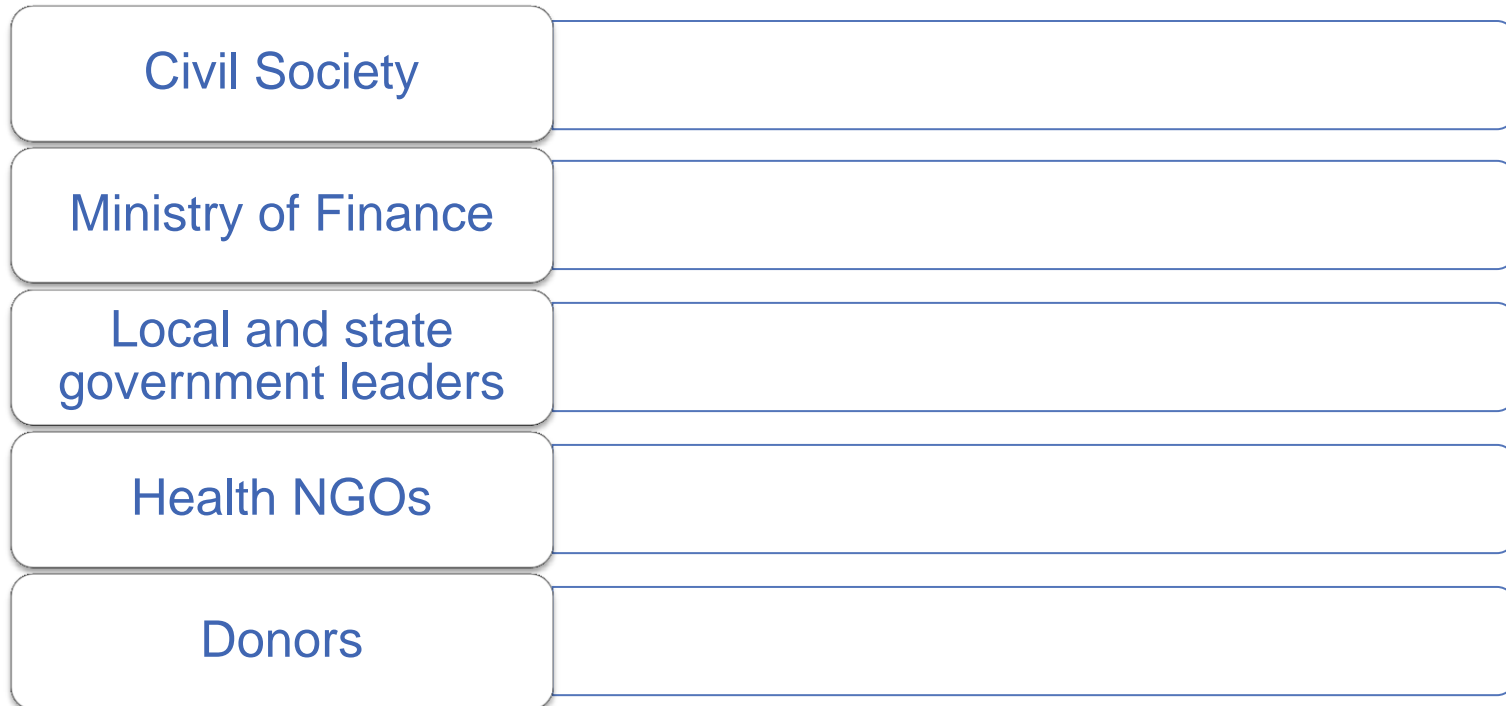 Civil Society
Ministry of Finance
Local and state
government leaders
Health NGOs
Donors